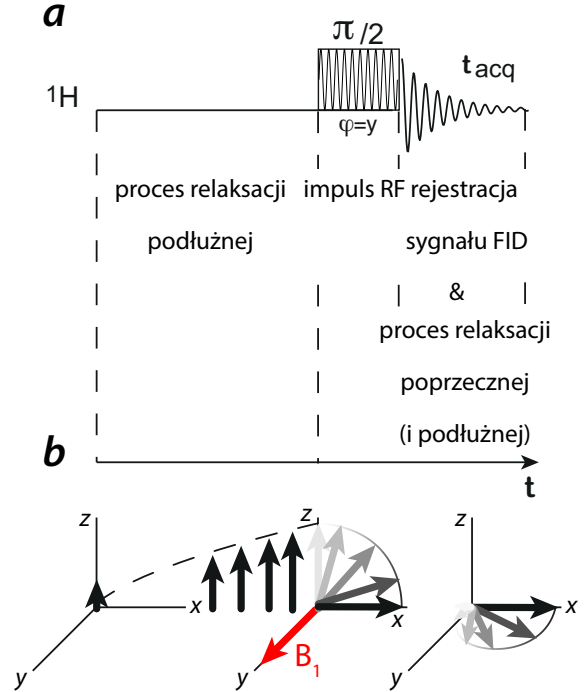 a
π/2
t acq
¹H
φ=y
proces relaksacji impuls RF rejestracja
podłużnej sygnału FID
&
proces relaksacji
poprzecznej
(i podłużnej)
b
t
z z z
x x x
B₁
y y y